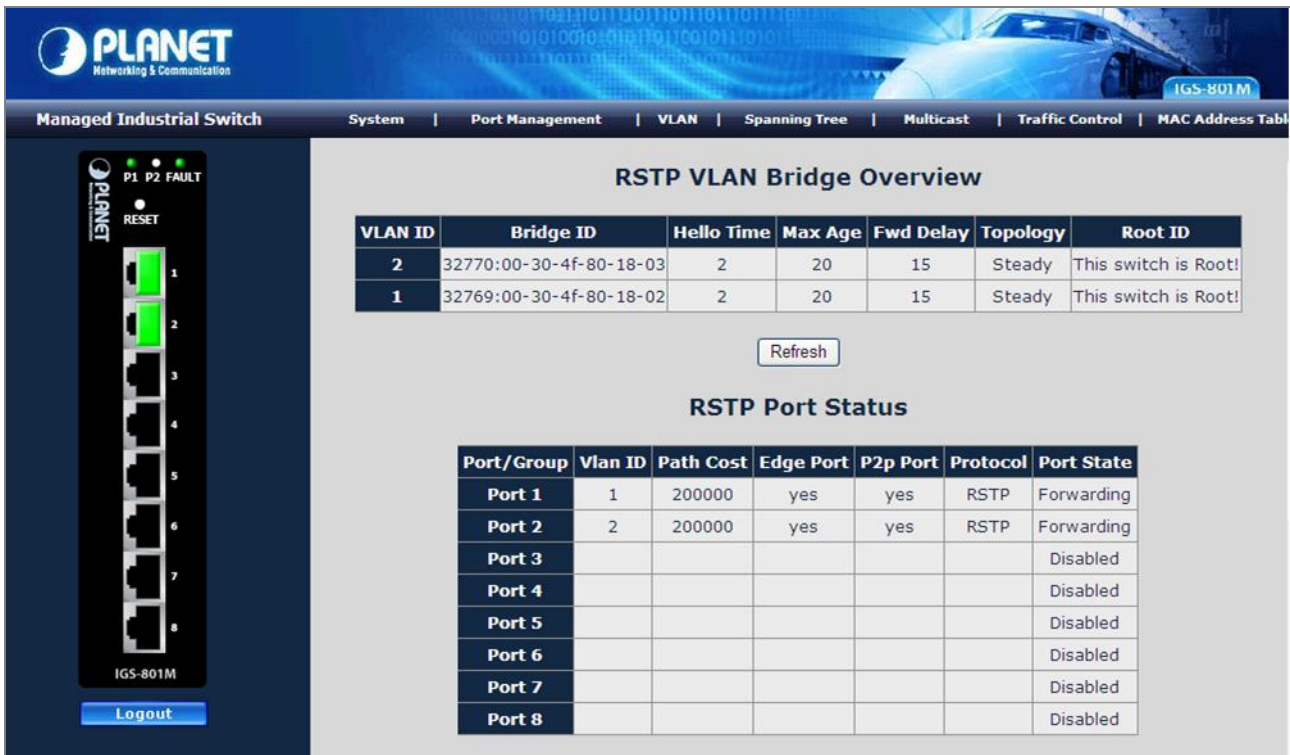 PLANET
Networking & Communication
IGS-801M
Managed Industrial Switch
System | Port Management | VLAN | Spanning Tree | Multicast | Traffic Control | MAC Address Tabl
PLANET
P1 P2 FAULT
RESET
1
2
3
4
5
6
7
8
IGS-801M
Logout
RSTP VLAN Bridge Overview
VLAN ID Bridge ID Hello Time Max Age Fwd Delay Topology Root ID
2 32770:00-30-4f-80-18-03 2 20 15 Steady This switch is Root!
1 32769:00-30-4f-80-18-02 2 20 15 Steady This switch is Root!
Refresh
RSTP Port Status
Port/Group Vlan ID Path Cost Edge Port P2p Port Protocol Port State
Port 1 1 200000 yes yes RSTP Forwarding
Port 2 2 200000 yes yes RSTP Forwarding
Port 3 Disabled
Port 4 Disabled
Port 5 Disabled
Port 6 Disabled
Port 7 Disabled
Port 8 Disabled